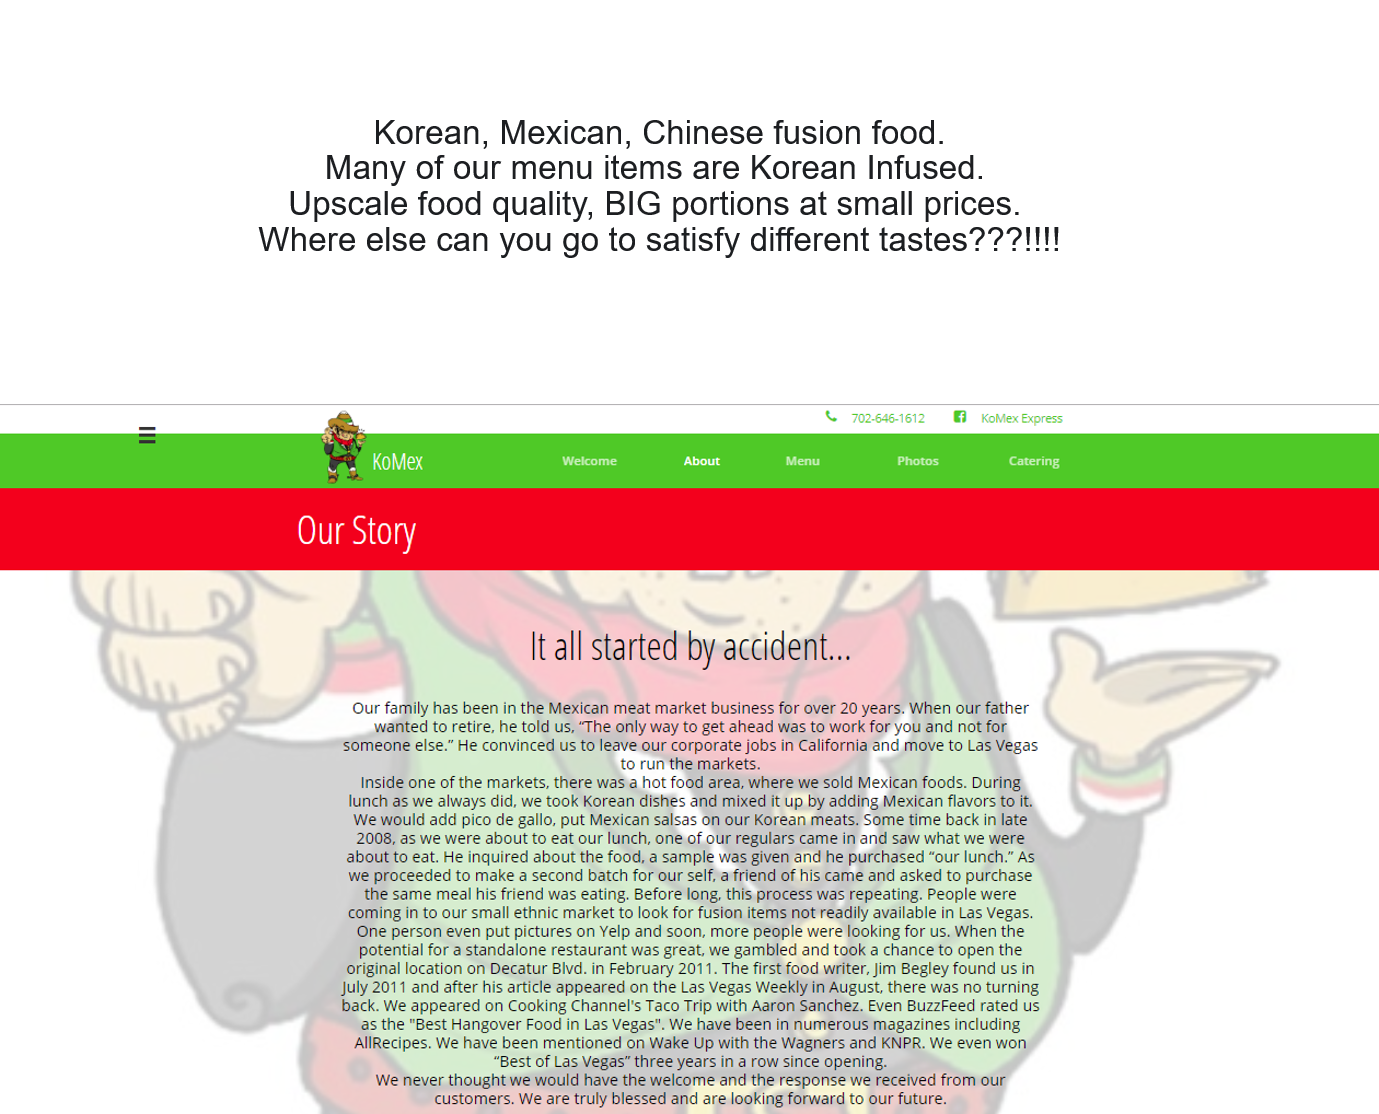 Korean, Mexican, Chinese fusion food.
Many of our menu items are Korean Infused.
Upscale food quality, BIG portions at small prices.
Where else can you go to satisfy different tastes???!!!!
702-646-1612 KoMex Express
KoMex Welcome About Menu Photos Catering
Our Story
It all started by accident...
Our family has been in the Mexican meat market business for over 20 years. When our father
wanted to retire, he told us, “The only way to get ahead was to work for you and not for
someone else.” He convinced us to leave our corporate jobs in California and move to Las Vegas
to run the markets.
Inside one of the markets, there was a hot food area, where we sold Mexican foods. During
lunch as we always did, we took Korean dishes and mixed it up by adding Mexican flavors to it.
We would add pico de gallo, put Mexican salsas on our Korean meats. Some time back in late
2008, as we were about to eat our lunch, one of our regulars came in and saw what we were
about to eat. He inquired about the food, a sample was given and he purchased “our lunch.” As
we proceeded to make a second batch for our self, a friend of his came and asked to purchase
the same meal his friend was eating. Before long, this process was repeating. People were
coming in to our small ethnic market to look for fusion items not readily available in Las Vegas.
One person even put pictures on Yelp and soon, more people were looking for us. When the
potential for a standalone restaurant was great, we gambled and took a chance to open the
original location on Decatur Blvd. in February 2011. The first food writer, Jim Begley found us in
July 2011 and after his article appeared on the Las Vegas Weekly in August, there was no turning
back. We appeared on Cooking Channel's Taco Trip with Aaron Sanchez. Even BuzzFeed rated us
as the "Best Hangover Food in Las Vegas". We have been in numerous magazines including
AllRecipes. We have been mentioned on Wake Up with the Wagners and KNPR. We even won
“Best of Las Vegas” three years in a row since opening.
We never thought we would have the welcome and the response we received from our
customers. We are truly blessed and are looking forward to our future.